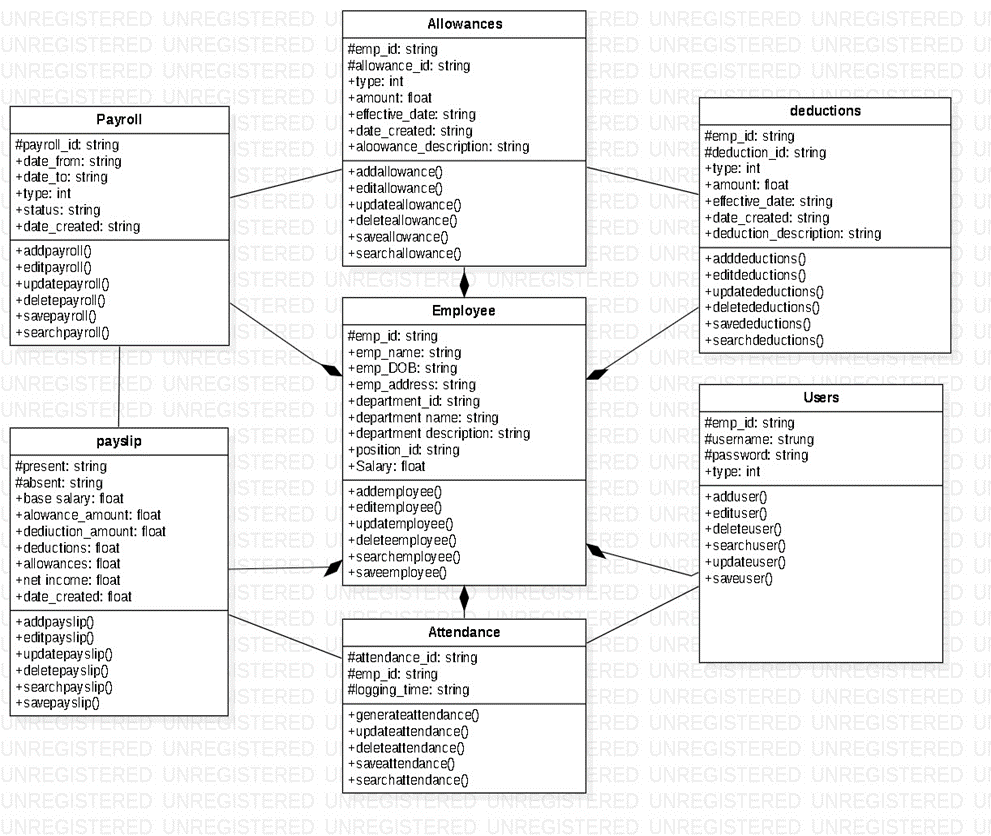 Allowances
#emp_id: string
#allowance_id: string
+type: int
+amount: float
+effective_date: string
+date_created: string
+aloowance_description: string
+addallowance()
+editallowance()
+updateallowance()
+deleteallowance()
+saveallowance()
+searchallowance()
Payroll
#payroll_id: string
+date_from: string
+date_to: string
+type: int
+status: string
+date_created: string
+addpayroll()
+editpayroll()
+updatepayroll()
+deletepayroll()
+savepayroll()
+searchpayroll()
deductions
#emp_id: string
#deduction_id: string
+type: int
+amount: float
+effective_date: string
+date_created: string
+deduction_description: string
+adddeductions()
+editdeductions()
+updatedeductions()
+deletedeductions()
+savedeductions()
+searchdeductions()
Employee
#emp_id: string
+emp_name: string
+emp_DOB: string
+emp_address: string
+department_id: string
+department name: string
+department description: string
+position_id: string
+Salary: float
+addemployee()
+editemployee()
+updatemployee()
+deleteemployee()
+searchemployee()
+saveemployee()
Users
#emp_id: string
#username: strung
#password: string
+type: int
+adduser()
+edituser()
+deleteuser()
+searchuser()
+updateuser()
+saveuser()
payslip
#present: string
#absent: string
+base salary: float
+alowance_amount: float
+dediuction_amount: float
+deductions: float
+allowances: float
+net income: float
+date_created: float
+addpayslip()
+editpayslip()
+updatepayslip()
+deletepayslip()
+searchpayslip()
+savepayslip()
Attendance
#attendance_id: string
#emp_id: string
#logging_time: string
+generateattendance()
+updateattendance()
+deleteattendance()
+saveattendance()
+searchattendance()
UNREGISTERED